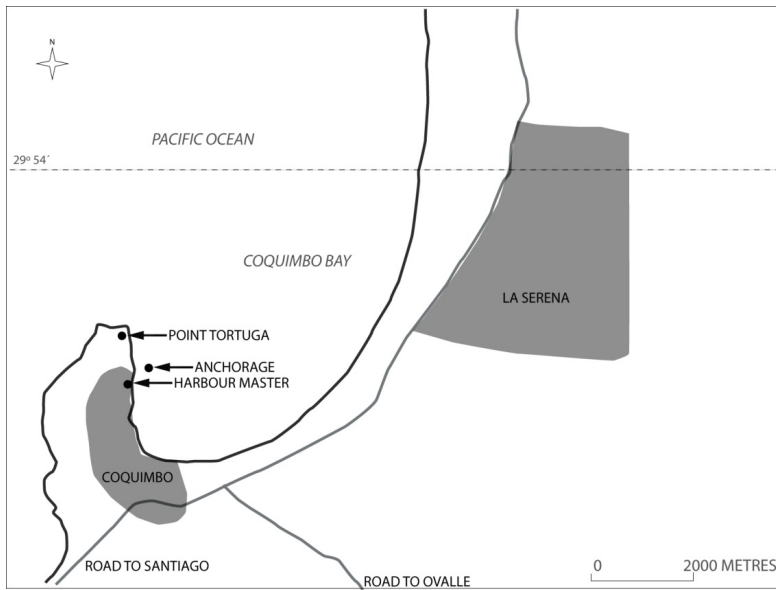 N
PACIFIC OCEAN
29º 54´
COQUIMBO BAY
LA SERENA
POINT TORTUGA
ANCHORAGE
HARBOUR MASTER
COQUIMBO
ROAD TO SANTIAGO
ROAD TO OVALLE
0 2000 METRES